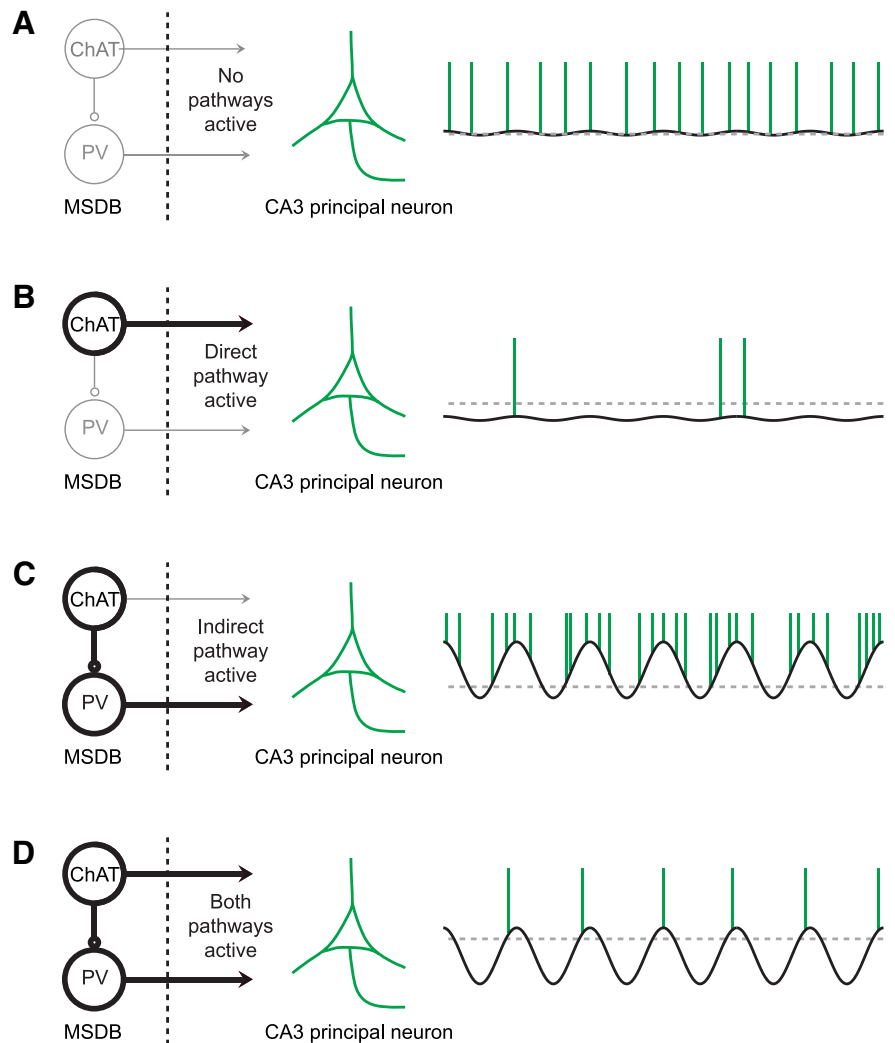 A
ChAT
No
pathways
active
PV
MSDB
CA3 principal neuron
B
ChAT
Direct
pathway
active
PV
MSDB
CA3 principal neuron
C
ChAT
Indirect
pathway
active
PV
MSDB
CA3 principal neuron
D
ChAT
Both
pathways
active
PV
MSDB
CA3 principal neuron